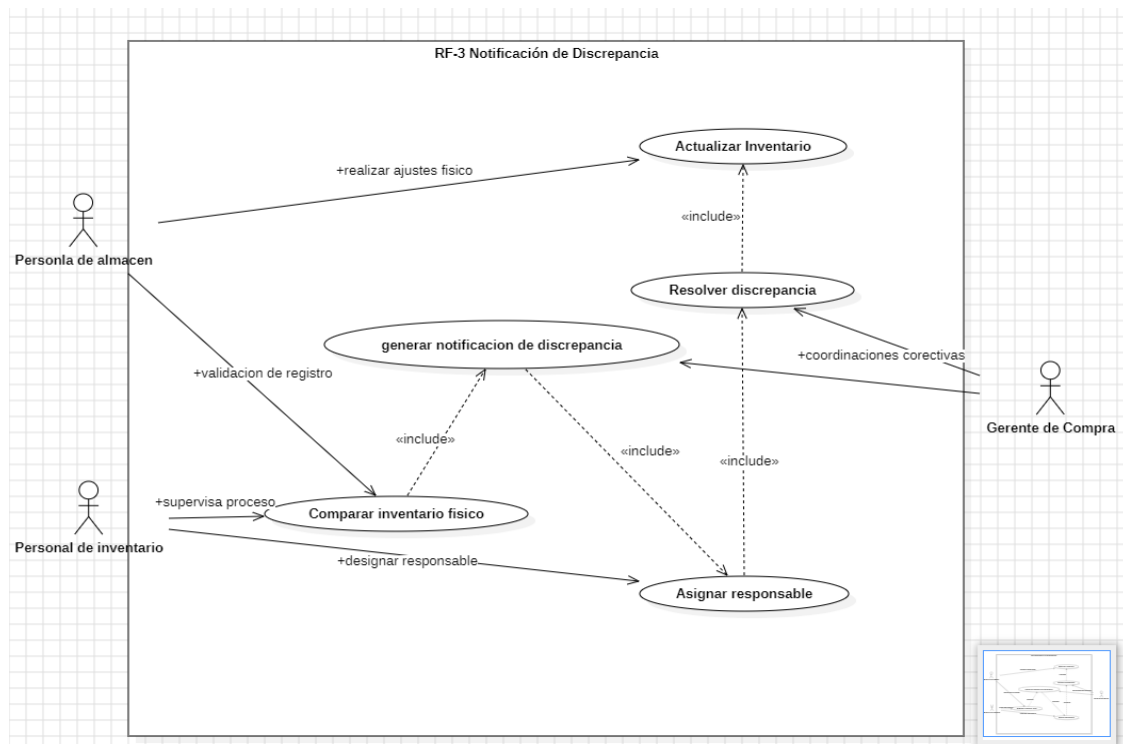 RF-3 Notificación de Discrepancia
Actualizar Inventario
+realizar ajustes fisico
«include»
Personla de almacen
Resolver discrepancia
generar notificacion de discrepancia
+coordinaciones corectivas
+validacion de registro
Gerente de Compra
«include»
«include»
«include»
+supervisa proceso
Comparar inventario fisico
Personal de inventario
+designar responsable
Asignar responsable